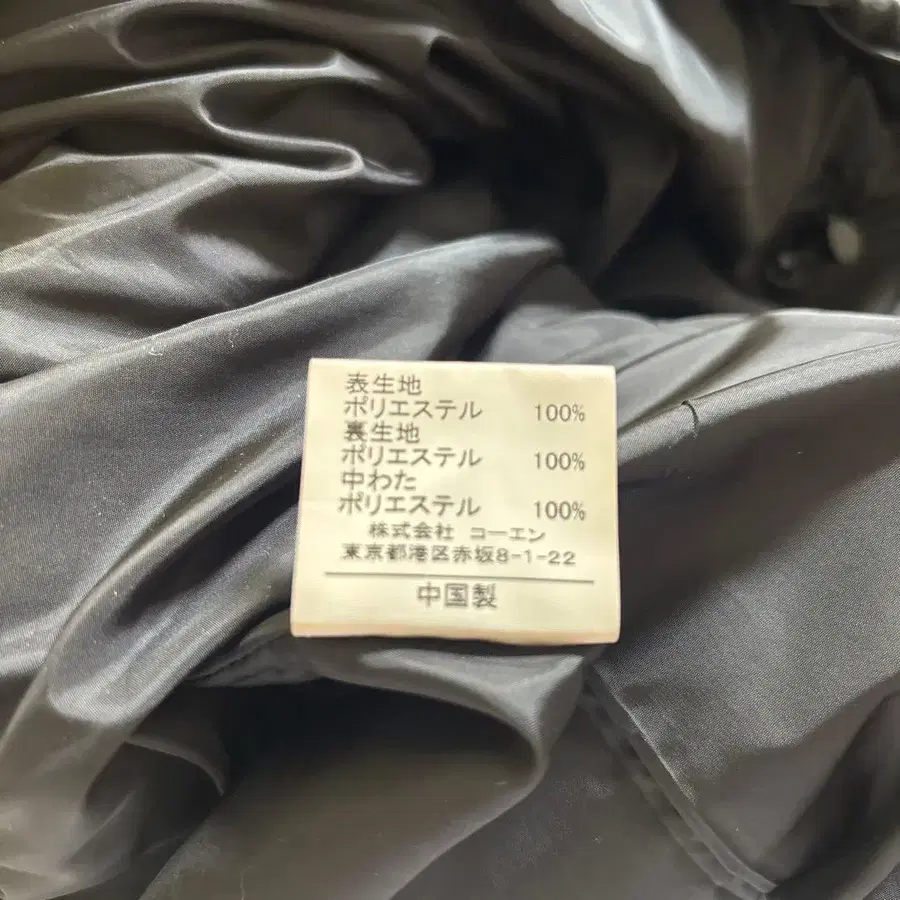 表生地
ポリエステル 100%
裏生地
ポリエステル 100%
中わた
ポリエステル 100%
株式会社 コーエン
東京都港区赤坂8-1-22
中国製